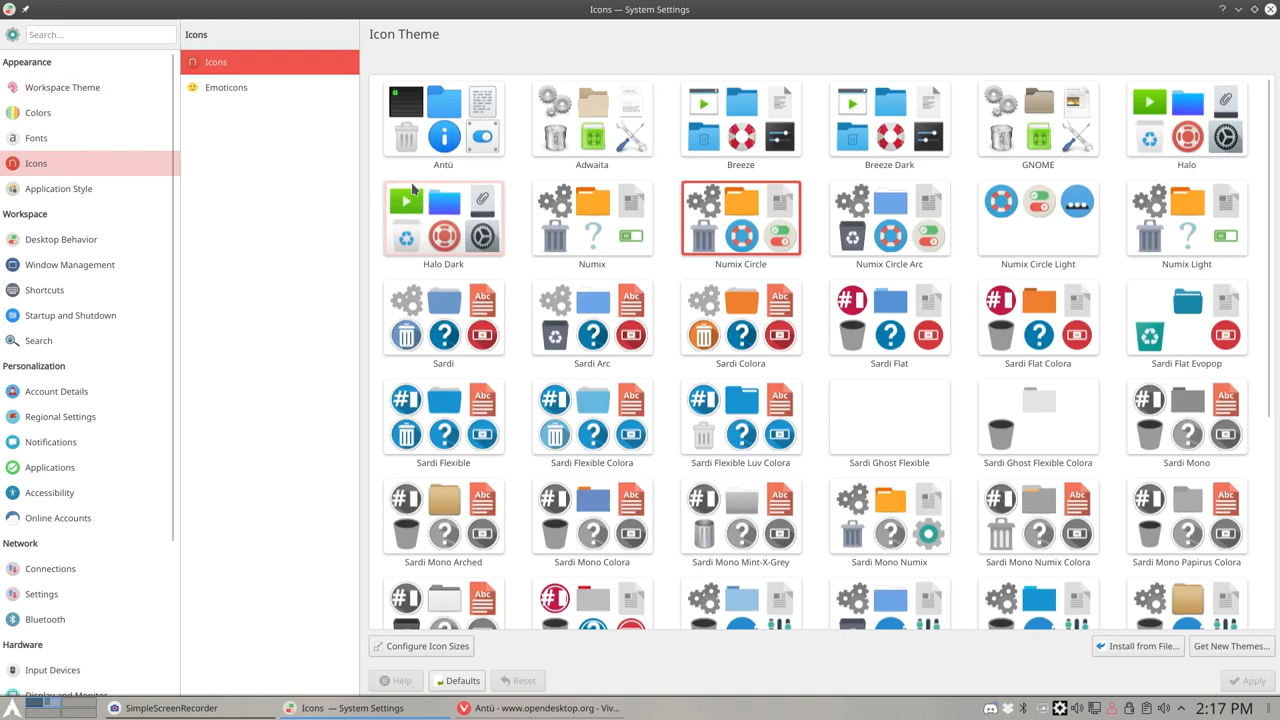 Icons — System Settings
Search...
Icons
Icon Theme
Appearance
Workspace Theme
Colors
Fonts
Icons
Application Style
Workspace
Desktop Behavior
Window Management
Shortcuts
Startup and Shutdown
Search
Personalization
Account Details
Regional Settings
Notifications
Applications
Accessibility
Online Accounts
Network
Connections
Settings
Bluetooth
Hardware
Input Devices
Display and Monitor
Icons
Emoticons
Antü
Adwaita
Breeze
Breeze Dark
GNOME
Halo
Halo Dark
Numix
Numix Circle
Numix Circle Arc
Numix Circle Light
Numix Light
Sardi
Sardi Arc
Sardi Colora
Sardi Flat
Sardi Flat Colora
Sardi Flat Evopop
Sardi Flexible
Sardi Flexible Colora
Sardi Flexible Luv Colora
Sardi Ghost Flexible
Sardi Ghost Flexible Colora
Sardi Mono
Sardi Mono Arched
Sardi Mono Colora
Sardi Mono Mint-X-Grey
Sardi Mono Numix
Sardi Mono Numix Colora
Sardi Mono Papirus Colora
Configure Icon Sizes
Install from File...
Get New Themes...
Help
Defaults
Reset
Apply
SimpleScreenRecorder
Icons — System Settings
Antü - www.opendesktop.org - Viv...
2:17 PM